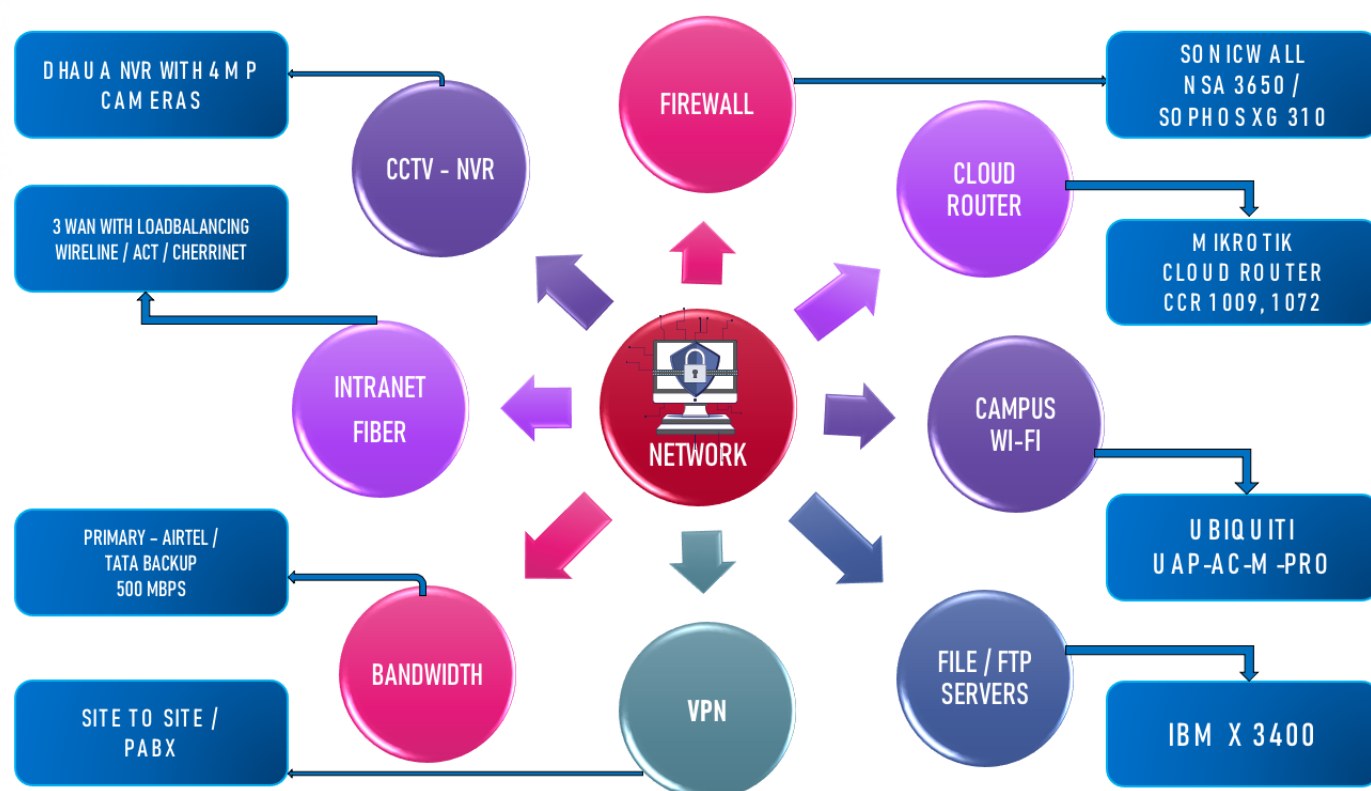 DHAUA NVR WITH 4MP
CAMERAS
CCTV - NVR
FIREWALL
SONICWALL
NSA 3650 /
SOPHOSXG 310
CLOUD
ROUTER
MIKROTIK
CLOUD ROUTER
CCR 1009, 1072
3 WAN WITH LOADBALANCING
WIRELINE / ACT / CHERRINET
INTRANET
FIBER
NETWORK
CAMPUS
WI-FI
UBIQUITI
UAP-AC-M-PRO
PRIMARY – AIRTEL /
TATA BACKUP
500 MBPS
BANDWIDTH
VPN
SITE TO SITE /
PABX
FILE / FTP
SERVERS
IBM X 3400